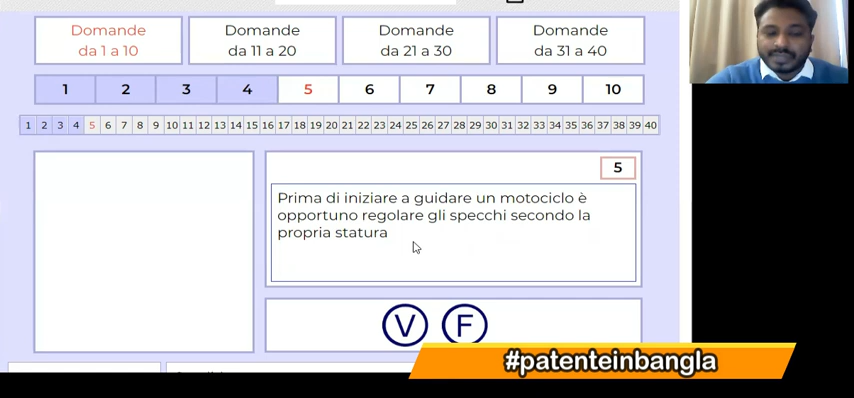 Domande
da 1 a 10
Domande
da 11 a 20
Domande
da 21 a 30
Domande
da 31 a 40
1 2 3 4 5 6 7 8 9 10
1 2 3 4 5 6 7 8 9 10 11 12 13 14 15 16 17 18 19 20 21 22 23 24 25 26 27 28 29 30 31 32 33 34 35 36 37 38 39 40
5
Prima di iniziare a guidare un motociclo è
opportuno regolare gli specchi secondo la
propria statura
V F
#patenteinbangla